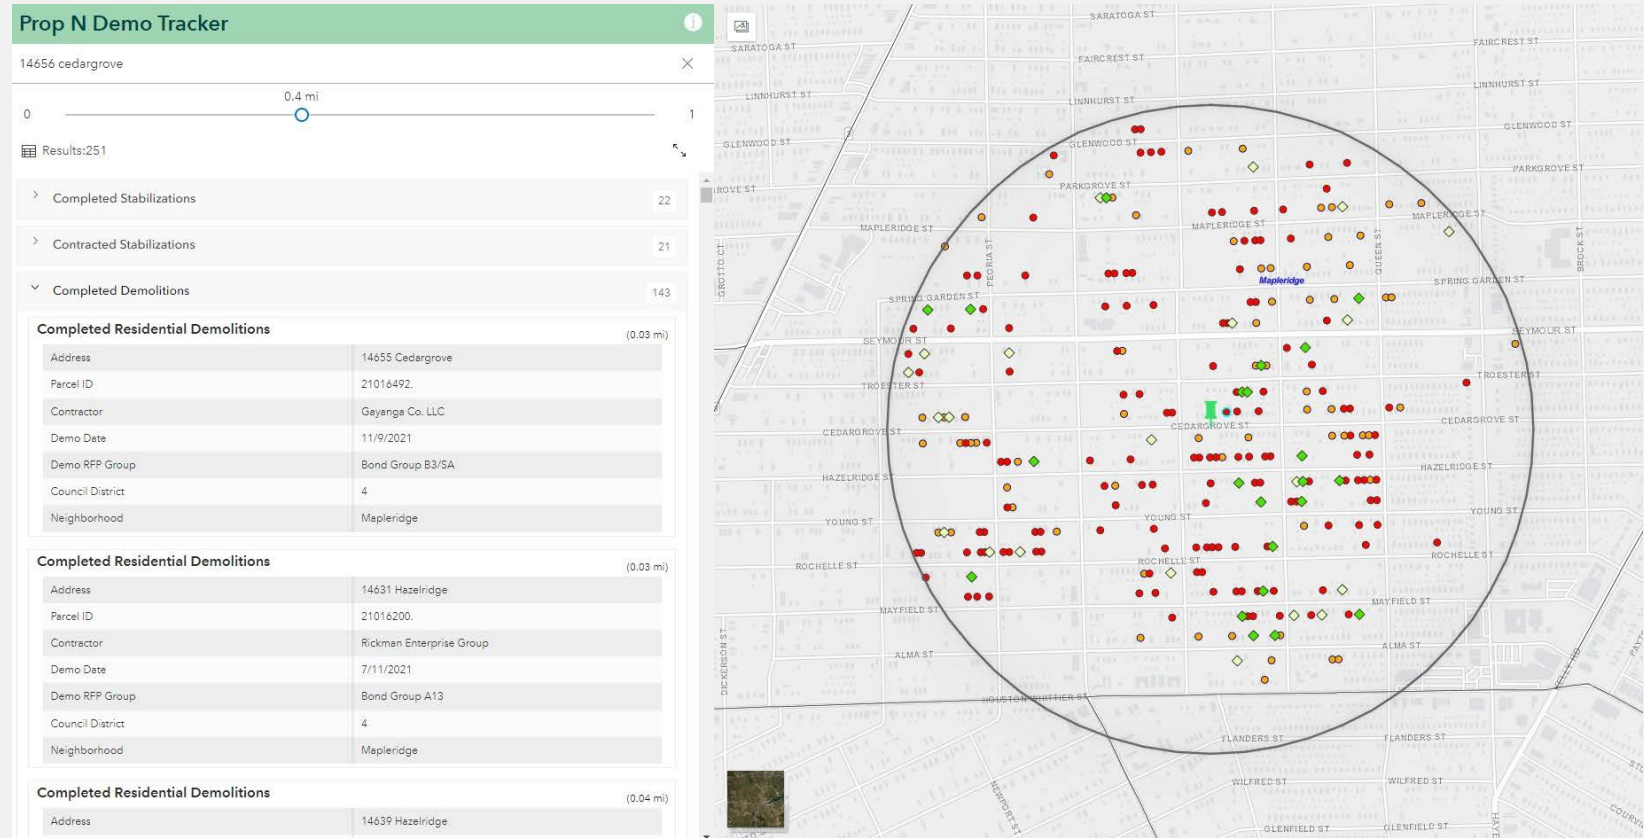 Prop N Demo Tracker
14656 cedargrove
0.4 mi
0
1
Results:251
Completed Stabilizations
22
Contracted Stabilizations
21
Completed Demolitions
143
Completed Residential Demolitions
(0.03 mi)
Address 14655 Cedargrove
Parcel ID 21016492.
Contractor Gayanga Co. LLC
Demo Date 11/9/2021
Demo RFP Group Bond Group B3/SA
Council District 4
Neighborhood Mapleridge
Completed Residential Demolitions
(0.03 mi)
Address 14631 Hazelridge
Parcel ID 21016200.
Contractor Rickman Enterprise Group
Demo Date 7/11/2021
Demo RFP Group Bond Group A13
Council District 4
Neighborhood Mapleridge
Completed Residential Demolitions
(0.04 mi)
Address 14639 Hazelridge
SARATOGA ST
SARATOGA ST
FAIRCREST ST
FAIRCREST ST
LINNHURST ST
LINNHURST ST
LINNHURST ST
GLENWOOD ST
GLENWOOD ST
GLENWOOD ST
PARKGROVE ST
PARKGROVE ST
GROVE ST
MAPLERIDGE ST
MAPLERIDGE ST
MAPLERIDGE ST
GROTTO CT
PEORIA ST
QUEEN ST
BROCK ST
Mapleridge
SPRING GARDEN ST
SPRING GARDEN ST
SEYMOUR ST
SEYMOUR ST
TROESTER ST
TROESTER ST
CEDARGROVE ST
CEDARGROVE ST
CEDARGROVE ST
HAZELRIDGE ST
HAZELRIDGE ST
YOUNG ST
YOUNG ST
YOUNG ST
ROCHELLE ST
ROCHELLE ST
ROCHELLE ST
MAYFIELD ST
MAYFIELD ST
ALMA ST
ALMA ST
DICKERSON ST
KELLY RD
HOUSTON WHITTIER ST
FLANDERS ST
FLANDERS ST
NEWPORT ST
WILFRED ST
WILFRED ST
GLENFIELD ST
GLENFIELD ST